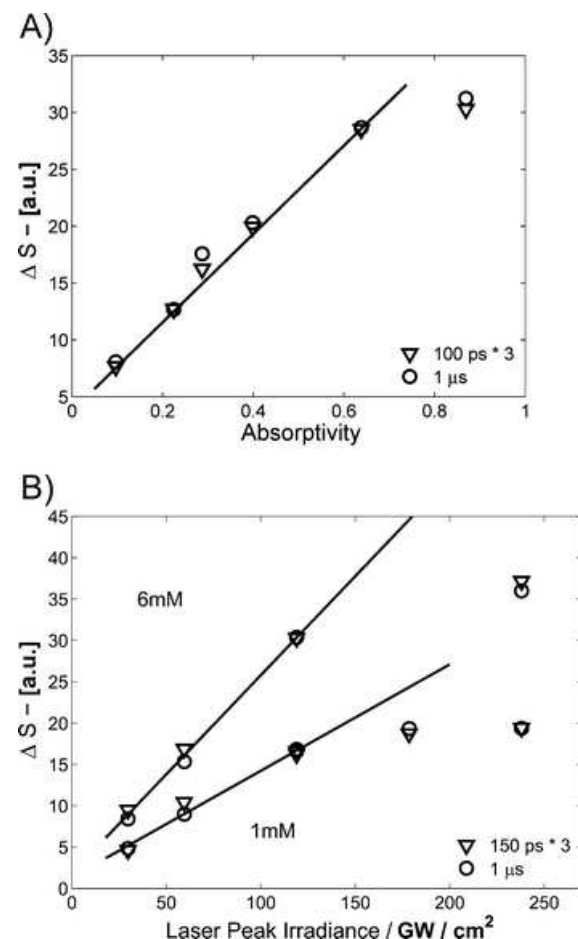 A)
35
30
25
20
15
10
5
Δ S – [a.u.]
0 0.2 0.4 0.6 0.8 1
Absorptivity
100 ps * 3
1 μs
B)
45
40
35
30
25
20
15
10
5
0
Δ S – [a.u.]
6mM
1mM
0 50 100 150 200 250
Laser Peak Irradiance / GW / cm²
150 ps * 3
1 μs